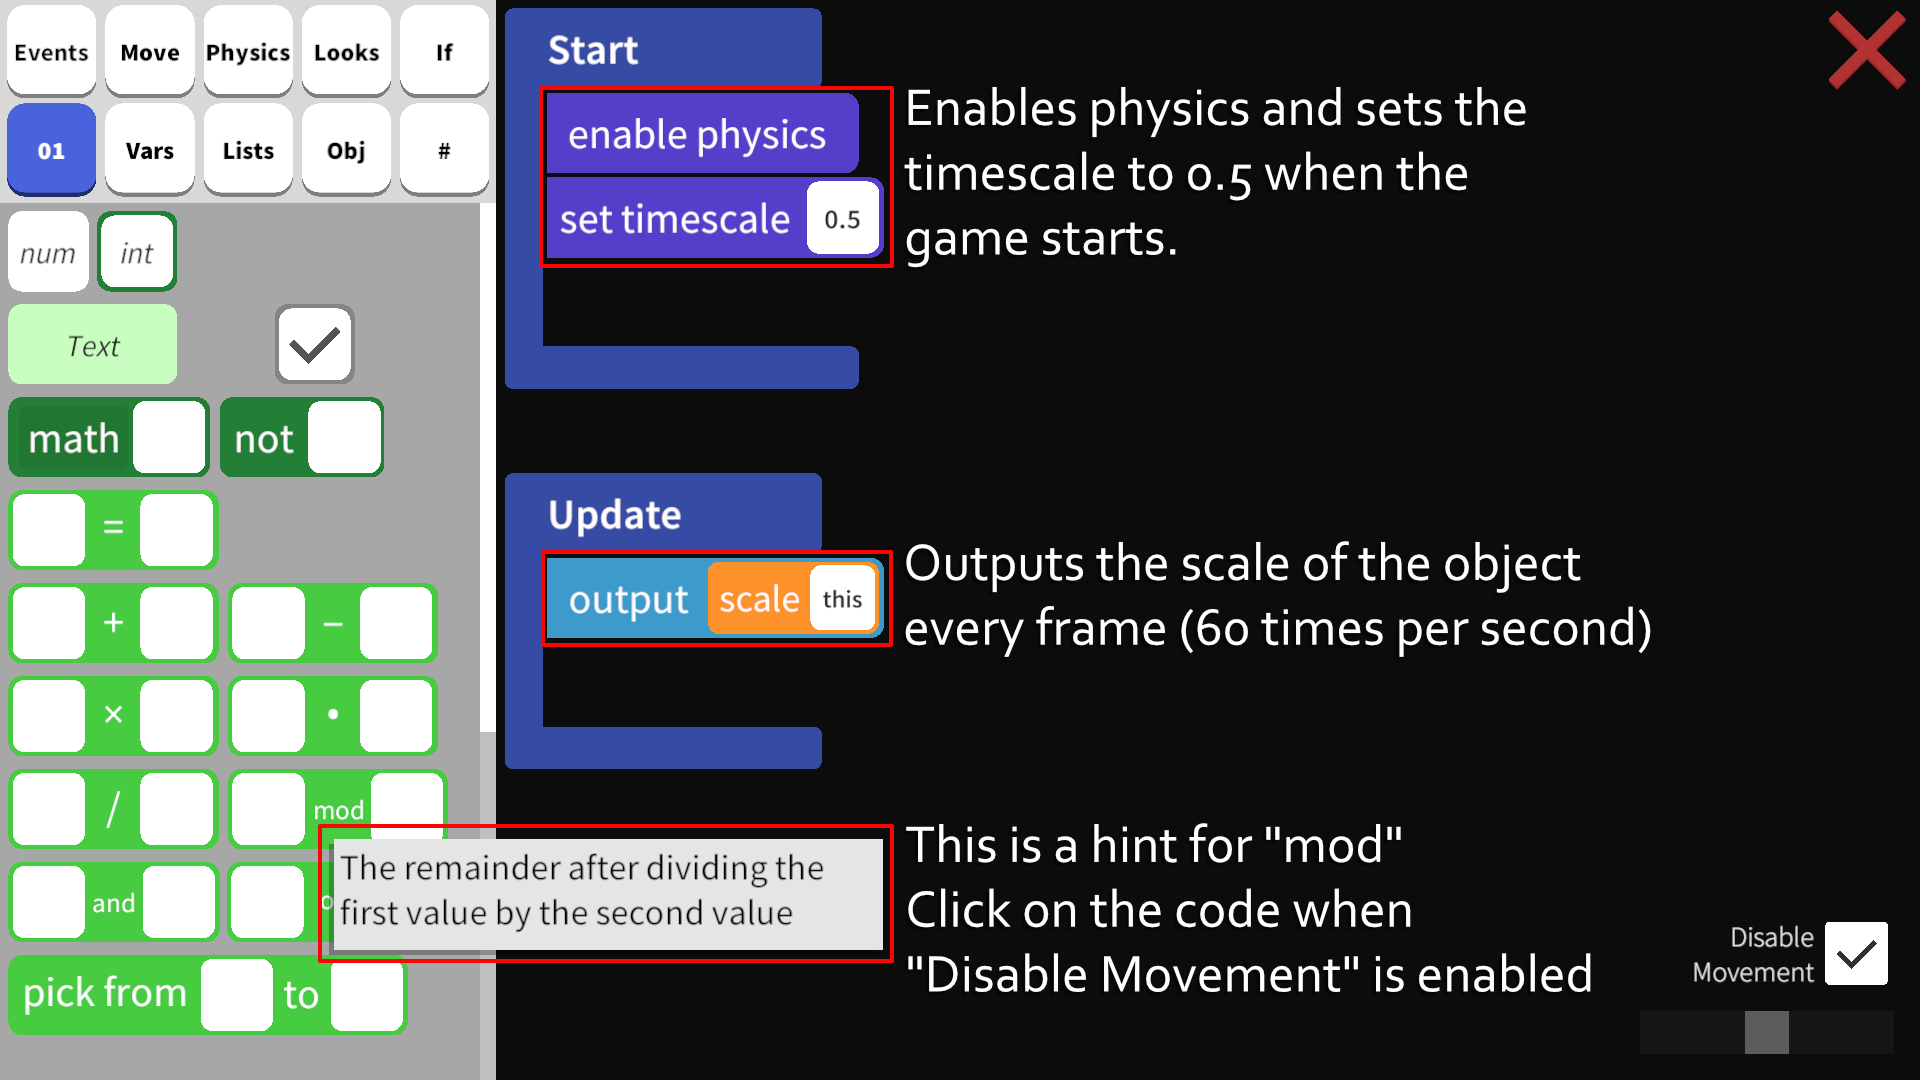 Events Move Physics Looks If
01 Vars Lists Obj #
num int
Text
math not
=
+ −
× •
/ mod
and o
pick from to
The remainder after dividing the
first value by the second value
Start
enable physics
set timescale 0.5
Enables physics and sets the
timescale to 0.5 when the
game starts.
Update
output scale this
Outputs the scale of the object
every frame (60 times per second)
This is a hint for "mod"
Click on the code when
"Disable Movement" is enabled
Disable
Movement